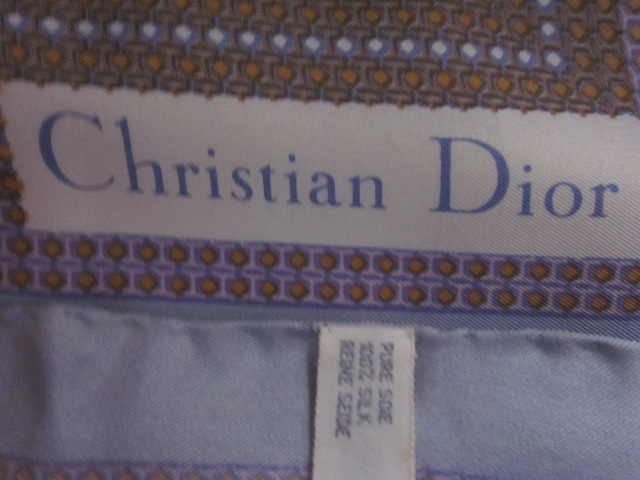 Christian Dior
PURE SOIE
100% SILK
REINE SEIDE